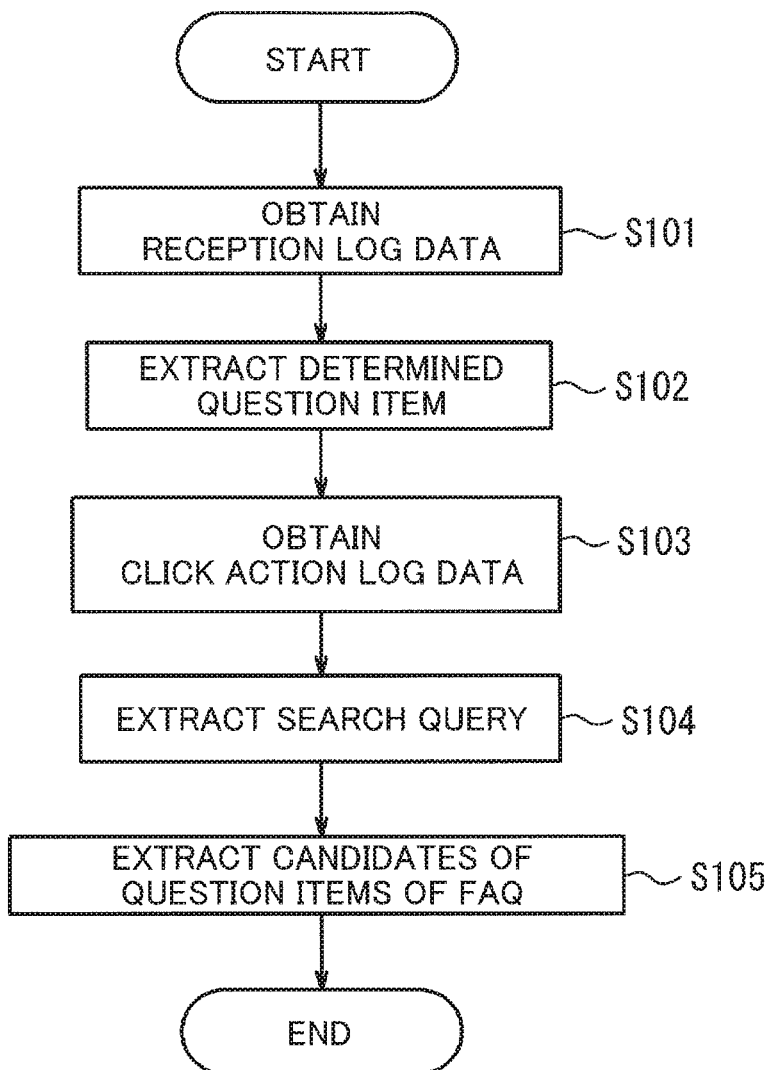 START
OBTAIN
RECEPTION LOG DATA
S101
EXTRACT DETERMINED
QUESTION ITEM
S102
OBTAIN
CLICK ACTION LOG DATA
S103
EXTRACT SEARCH QUERY
S104
EXTRACT CANDIDATES OF
QUESTION ITEMS OF FAQ
S105
END